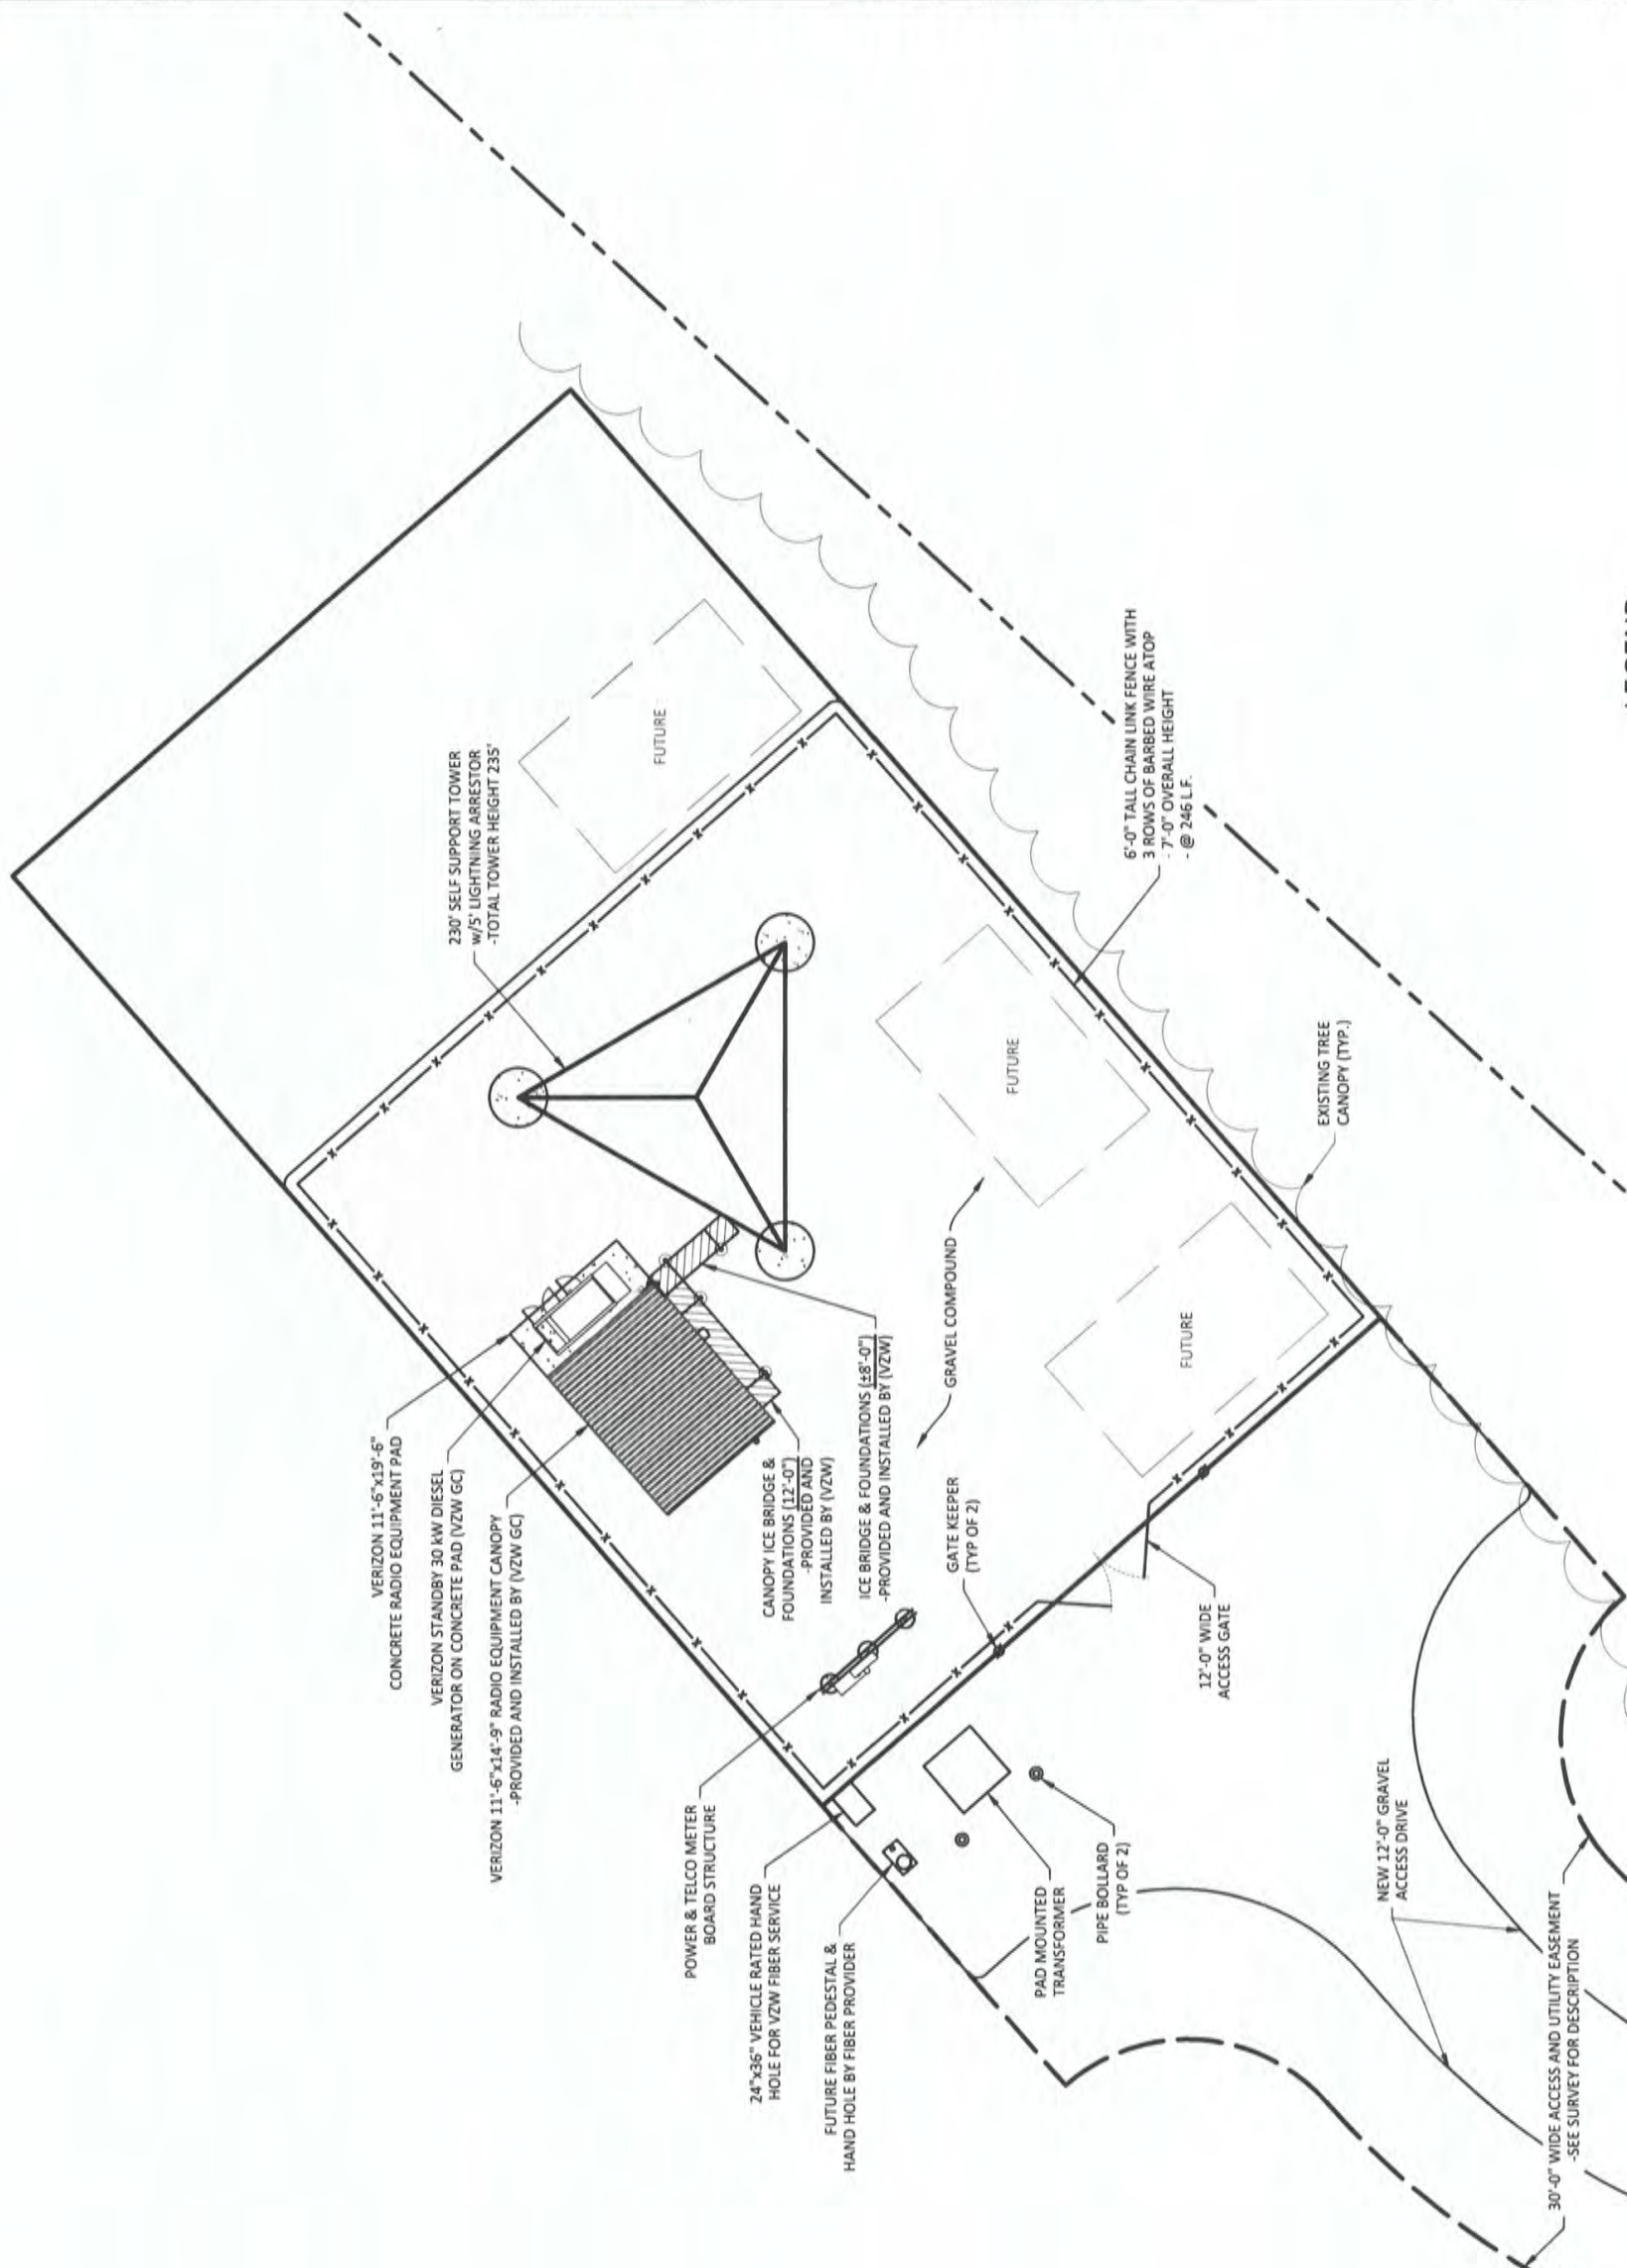 VERIZON 11'-6"x19'-6"
CONCRETE RADIO EQUIPMENT PAD
VERIZON STANDBY 30 kW DIESEL
GENERATOR ON CONCRETE PAD (VZW GC)
VERIZON 11'-6"x14'-9" RADIO EQUIPMENT CANOPY
-PROVIDED AND INSTALLED BY (VZW GC)
230' SELF SUPPORT TOWER
w/5' LIGHTNING ARRESTOR
-TOTAL TOWER HEIGHT 235'
FUTURE
POWER & TELCO METER
BOARD STRUCTURE
24"x36" VEHICLE RATED HAND
HOLE FOR VZW FIBER SERVICE
FUTURE FIBER PEDESTAL &
HAND HOLE BY FIBER PROVIDER
CANOPY ICE BRIDGE &
FOUNDATIONS (12'-0")
-PROVIDED AND
INSTALLED BY (VZW)
ICE BRIDGE & FOUNDATIONS (±8'-0")
-PROVIDED AND INSTALLED BY (VZW)
GRAVEL COMPOUND
GATE KEEPER
(TYP OF 2)
FUTURE
PAD MOUNTED
TRANSFORMER
PIPE BOLLARD
(TYP OF 2)
6'-0" TALL CHAIN LINK FENCE WITH
3 ROWS OF BARBED WIRE ATOP
- 7'-0" OVERALL HEIGHT
- @ 246 L.F.
FUTURE
12'-0" WIDE
ACCESS GATE
EXISTING TREE
CANOPY (TYP.)
NEW 12'-0" GRAVEL
ACCESS DRIVE
30'-0" WIDE ACCESS AND UTILITY EASEMENT
-SEE SURVEY FOR DESCRIPTION